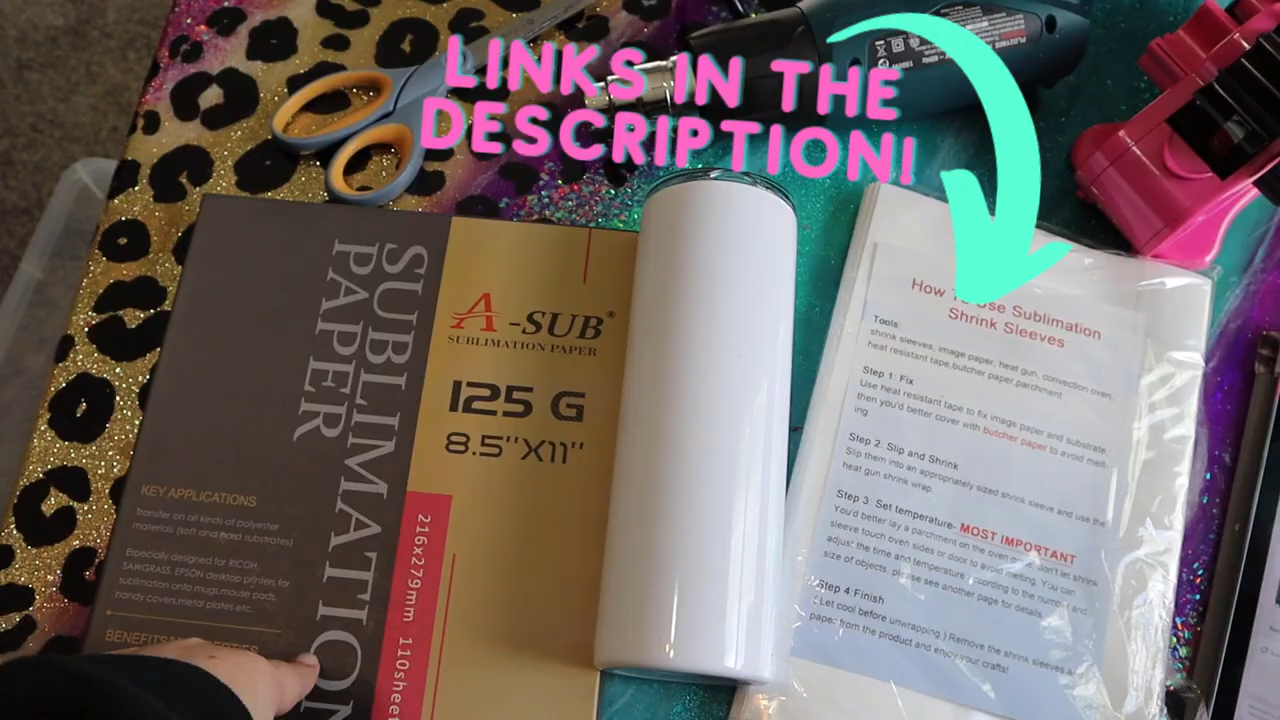 LINKS IN THE
DESCRIPTION!
SUBLIMATION
PAPER
A-SUB®
SUBLIMATION PAPER
125 G
8.5''X11''
216x279mm 110sheet
KEY APPLICATIONS
Transfer on all kinds of polyester
materials (soft and hard substrates)
Especially designed for RICOH,
SAWGRASS, EPSON desktop printers for
sublimation onto mugs,mouse pads,
handy covers,metal plates etc.
How To Use Sublimation
Shrink Sleeves
Tools:
shrink sleeves, image paper, heat gun, convection oven,
heat resistant tape,butcher paper,parchment
Step 1: Fix
Use heat resistant tape to fix image paper and substrate,
then you'd better cover with butcher paper to avoid melt-
ing.
Step 2: Slip and Shrink
Slip them into an appropriately sized shrink sleeve and use the
heat gun shrink wrap.
Step 3: Set temperature- MOST IMPORTANT
You'd better lay a parchment on the oven don't let shrink
sleeve touch oven sides or door to avoid melting. You can
adjust the time and temperature according to the number and
size of objects, please see another page for details.
Step 4:Finish
( Let cool before unwrapping ) Remove the shrink sleeves a
paper from the product and enjoy your crafts!